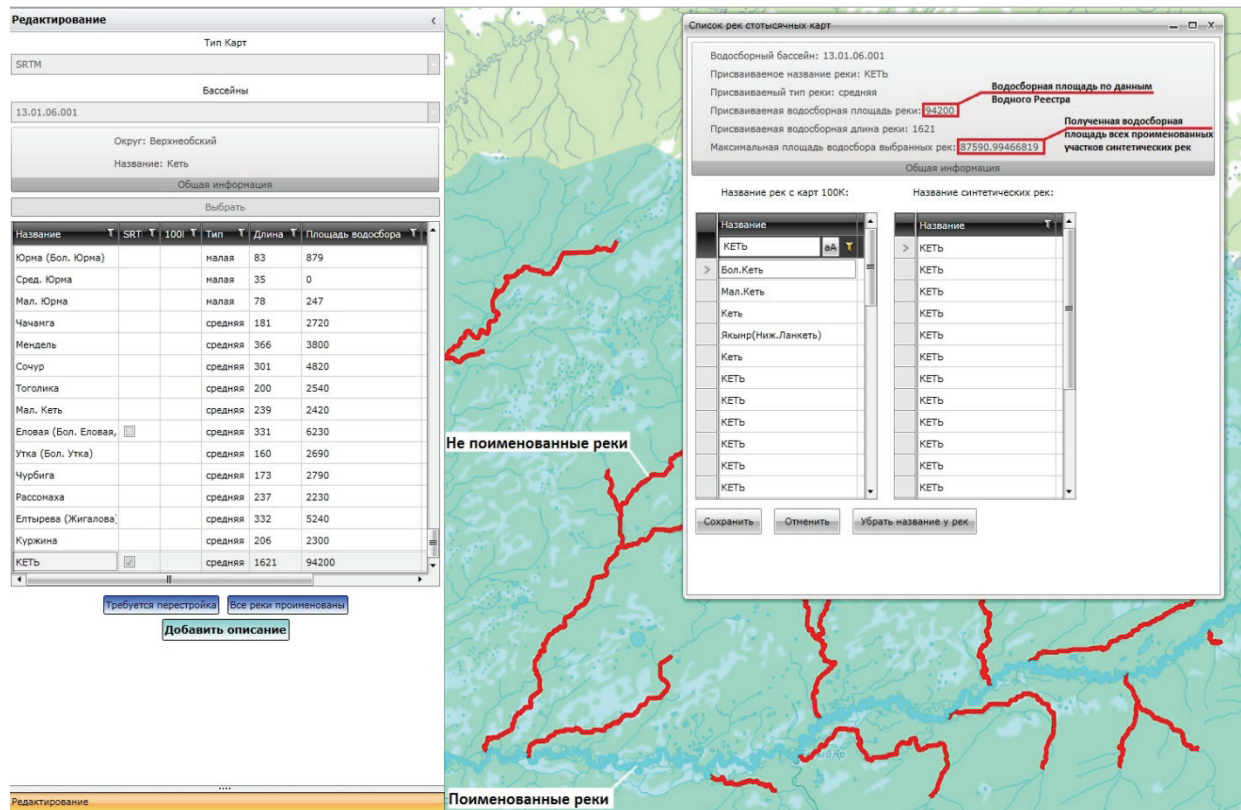 Редактирование
Тип Карт
SRTM
Бассейны
13.01.06.001
Округ: Верхнеобский
Название: Кеть
Общая информация
Выбрать
Название SRT 100I Тип Длина Площадь водосбора
Юрма (Бол. Юрма) малая 83 879
Сред. Юрма малая 35 0
Мал. Юрма малая 78 247
Чачамга средняя 181 2720
Мендель средняя 366 3800
Сочур средняя 301 4820
Тоголика средняя 200 2540
Мал. Кеть средняя 239 2420
Еловая (Бол. Еловая, средняя 331 6230
Утка (Бол. Утка) средняя 160 2690
Чурбига средняя 173 2790
Рассомаха средняя 237 2230
Елтырева (Жигалова) средняя 332 5240
Куржина средняя 206 2300
КЕТЬ средняя 1621 94200
Требуется перестройка Все реки проименованы
Добавить описание
Редактирование
Не поименованные реки
Поименованные реки
Список рек стотысячных карт
Водосборный бассейн: 13.01.06.001
Присваиваемое название реки: КЕТЬ
Присваиваемый тип реки: средняя
Присваиваемая водосборная площадь реки: 94200
Присваиваемая водосборная длина реки: 1621
Максимальная площадь водосбора выбранных рек: 87590.99466819
Водосборная площадь по данным
Водного Реестра
Полученная водосборная
площадь всех проименованных
участков синтетических рек
Общая информация
Название рек с карт 100K:
Название
КЕТЬ aA
Бол.Кеть
Мал.Кеть
Кеть
Якынр(Ниж.Ланкеть)
Кеть
КЕТЬ
КЕТЬ
КЕТЬ
КЕТЬ
КЕТЬ
КЕТЬ
Название синтетических рек:
Название
КЕТЬ
КЕТЬ
КЕТЬ
КЕТЬ
КЕТЬ
КЕТЬ
КЕТЬ
КЕТЬ
КЕТЬ
КЕТЬ
КЕТЬ
КЕТЬ
Сохранить Отменить Убрать название у рек